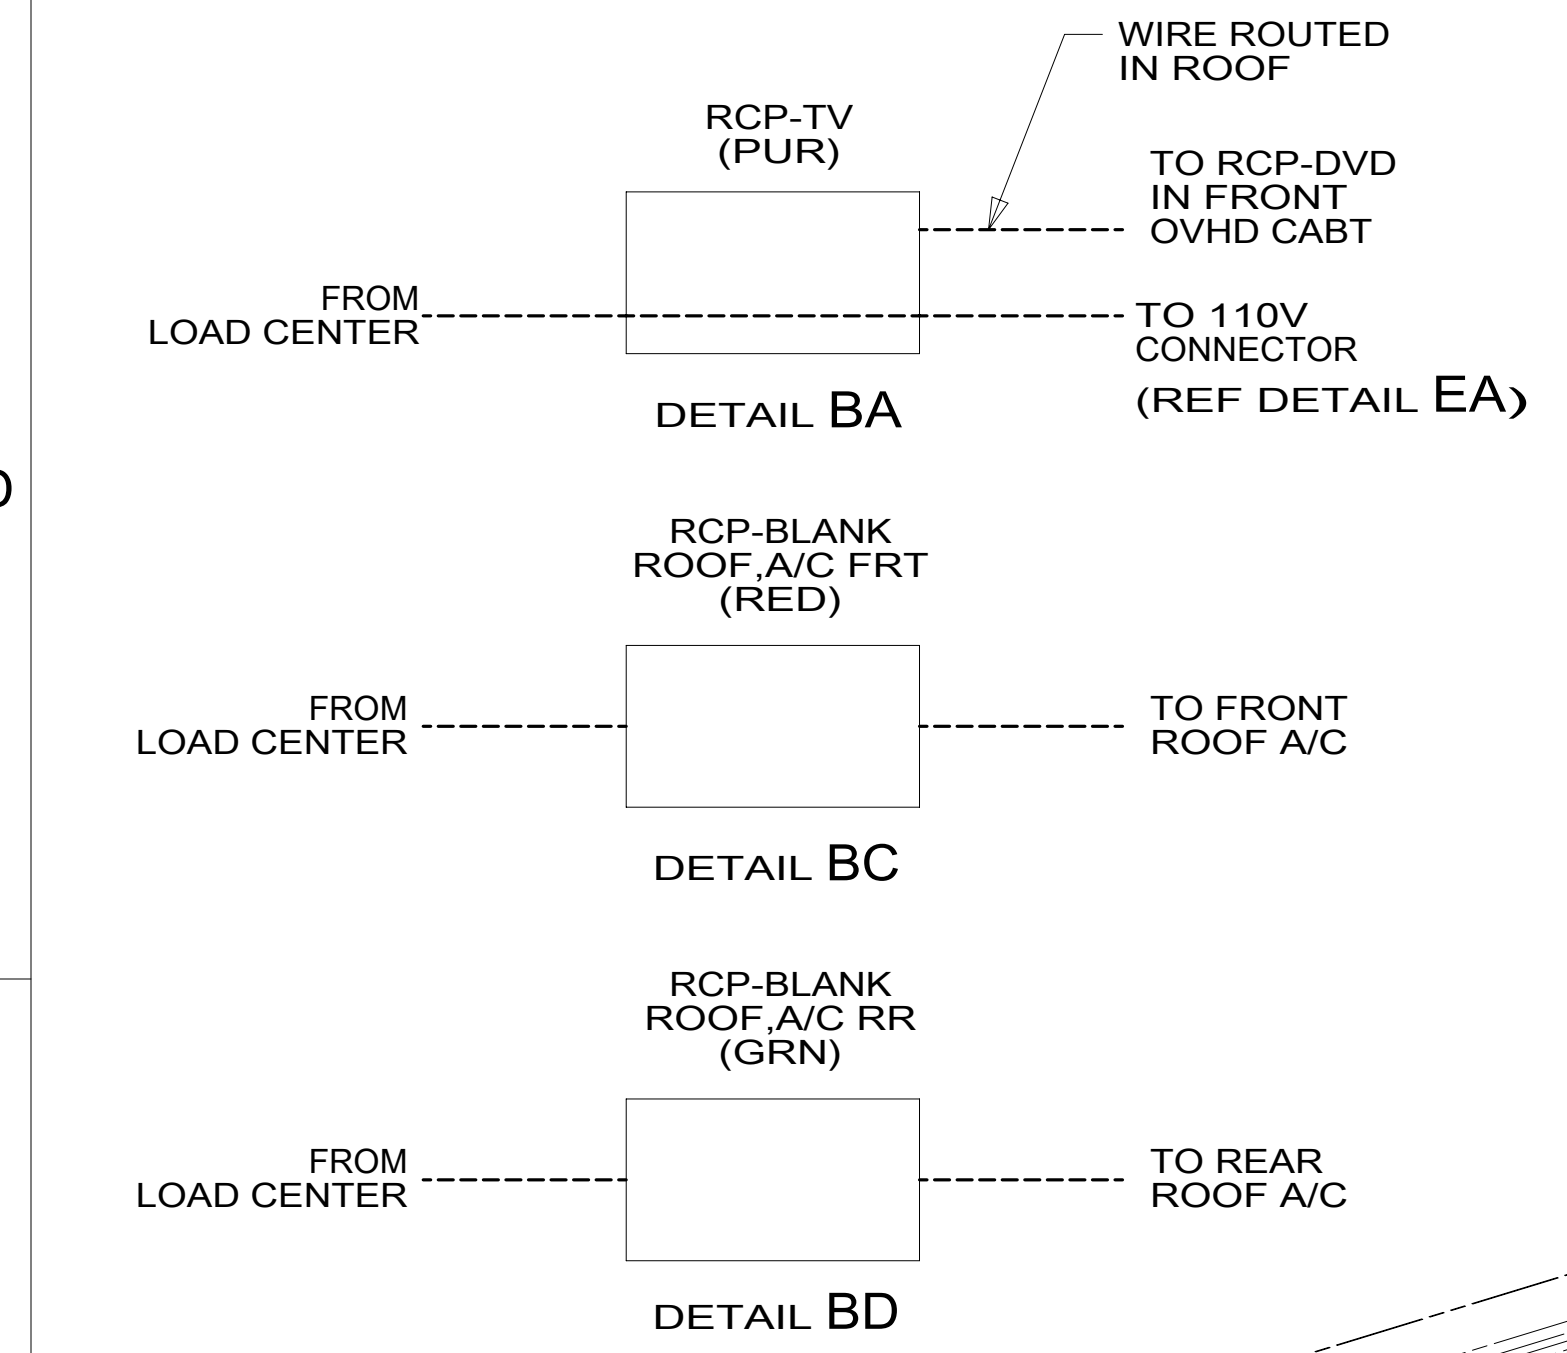 WIRE ROUTED
IN ROOF
RCP-TV
(PUR)
TO RCP-DVD
IN FRONT
OVHD CABT
FROM
LOAD CENTER
TO 110V
CONNECTOR
(REF DETAIL EA)
DETAIL BA
RCP-BLANK
ROOF,A/C FRT
(RED)
FROM
LOAD CENTER
TO FRONT
ROOF A/C
DETAIL BC
RCP-BLANK
ROOF,A/C RR
(GRN)
FROM
LOAD CENTER
TO REAR
ROOF A/C
DETAIL BD